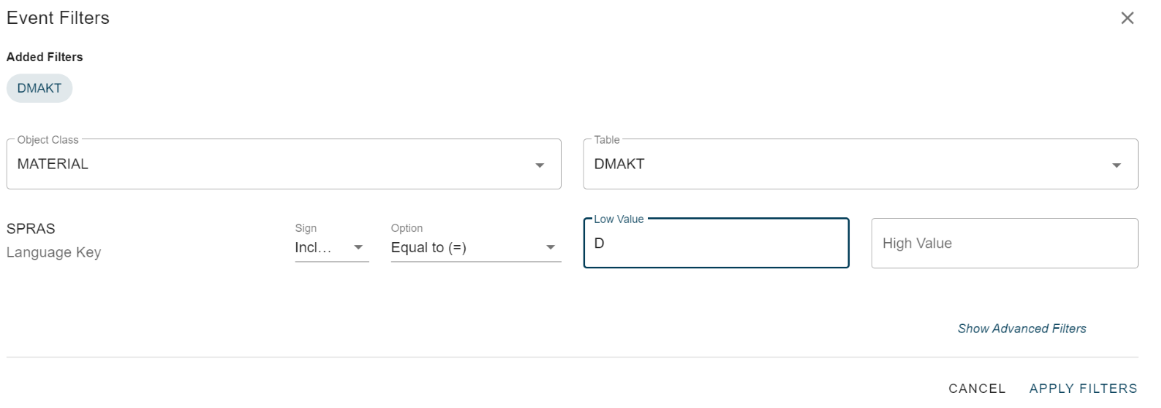 Event Filters
Added Filters
DMAKT
Object Class
MATERIAL
Table
DMAKT
SPRAS
Language Key
Sign
Incl...
Option
Equal to (=)
Low Value
D
High Value
Show Advanced Filters
CANCEL
APPLY FILTERS